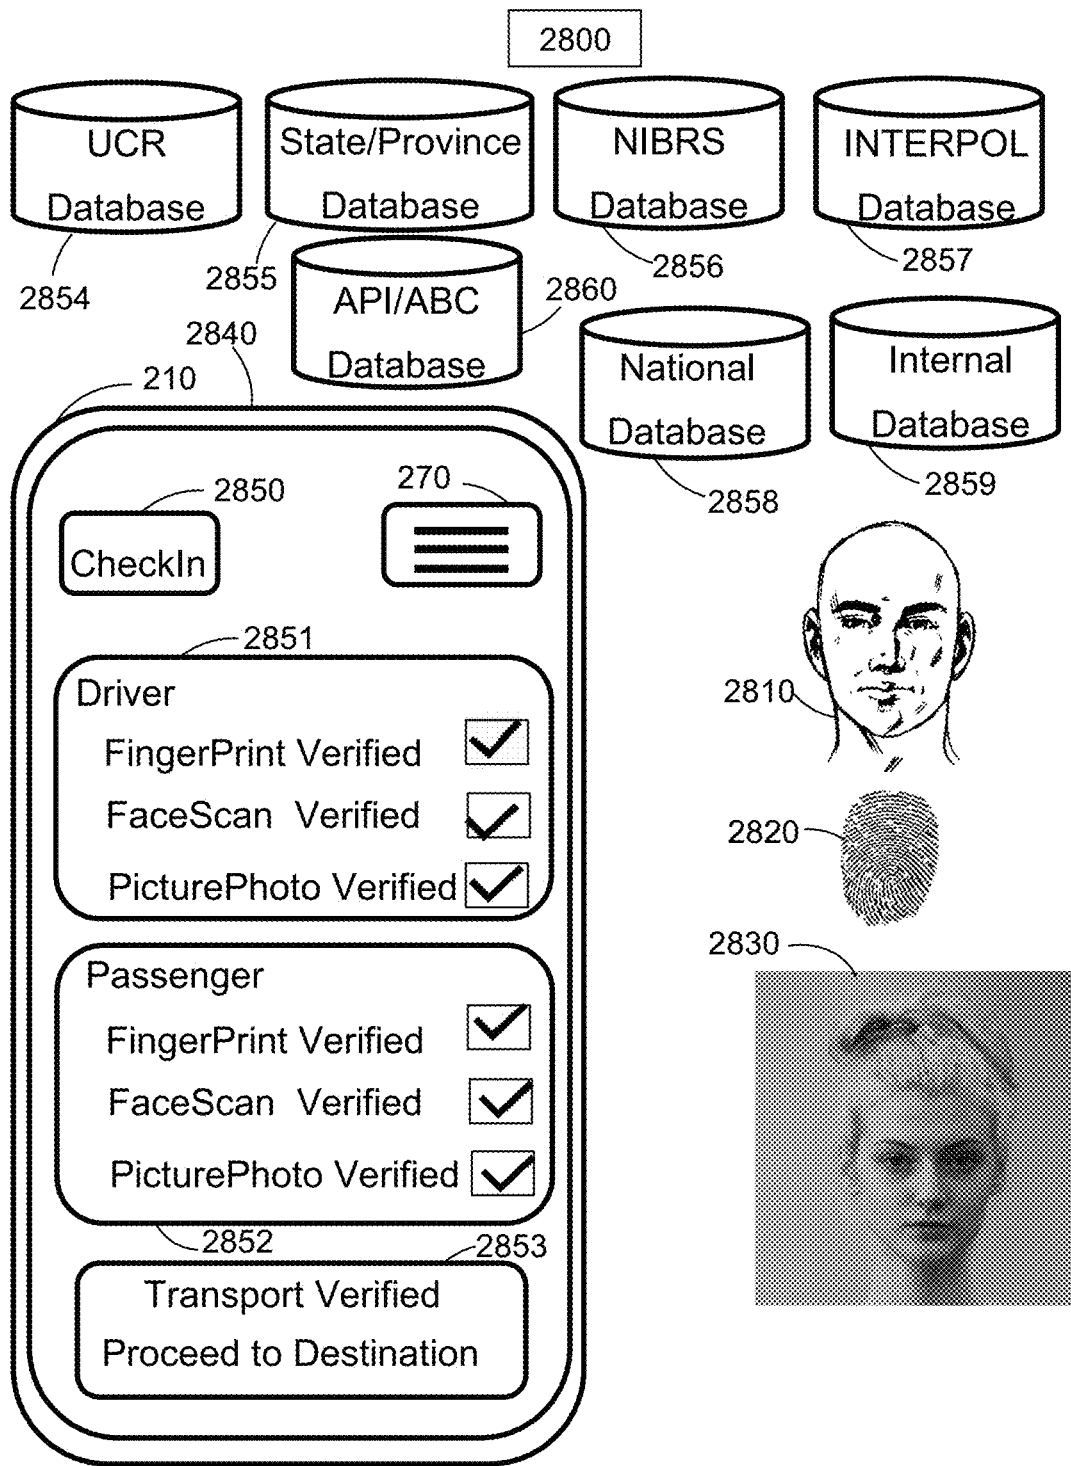 2800
UCR
Database
State/Province
Database
NIBRS
Database
INTERPOL
Database
2854
2855
2856
2857
API/ABC
Database
2860
National
Database
Internal
Database
2858
2859
2840
210
2850
270
CheckIn
2851
Driver
FingerPrint Verified
FaceScan Verified
PicturePhoto Verified
2810
2820
2830
Passenger
FingerPrint Verified
FaceScan Verified
PicturePhoto Verified
2852
2853
Transport Verified
Proceed to Destination